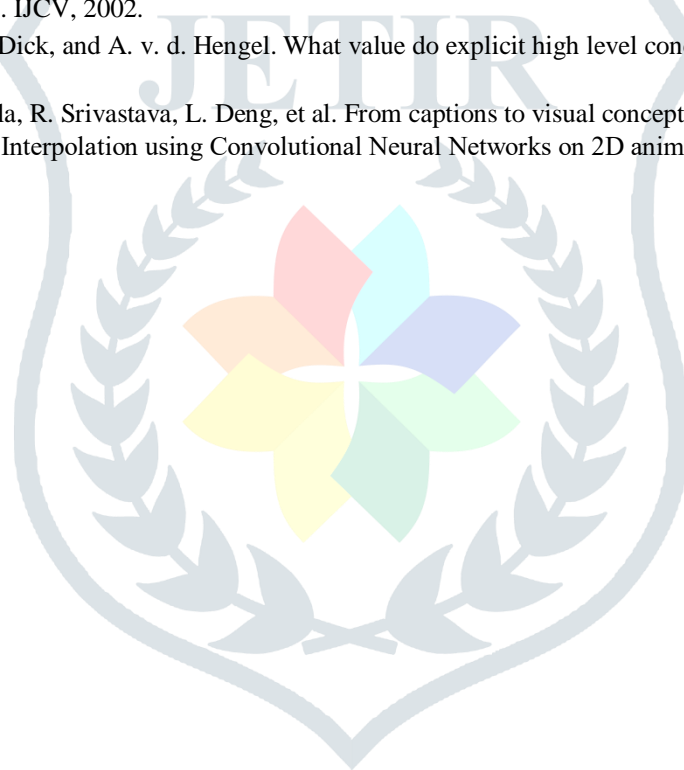 . IJCV, 2002.
Dick, and A. v. d. Hengel. What value do explicit high level con
la, R. Srivastava, L. Deng, et al. From captions to visual concept
Interpolation using Convolutional Neural Networks on 2D anim
JETIR